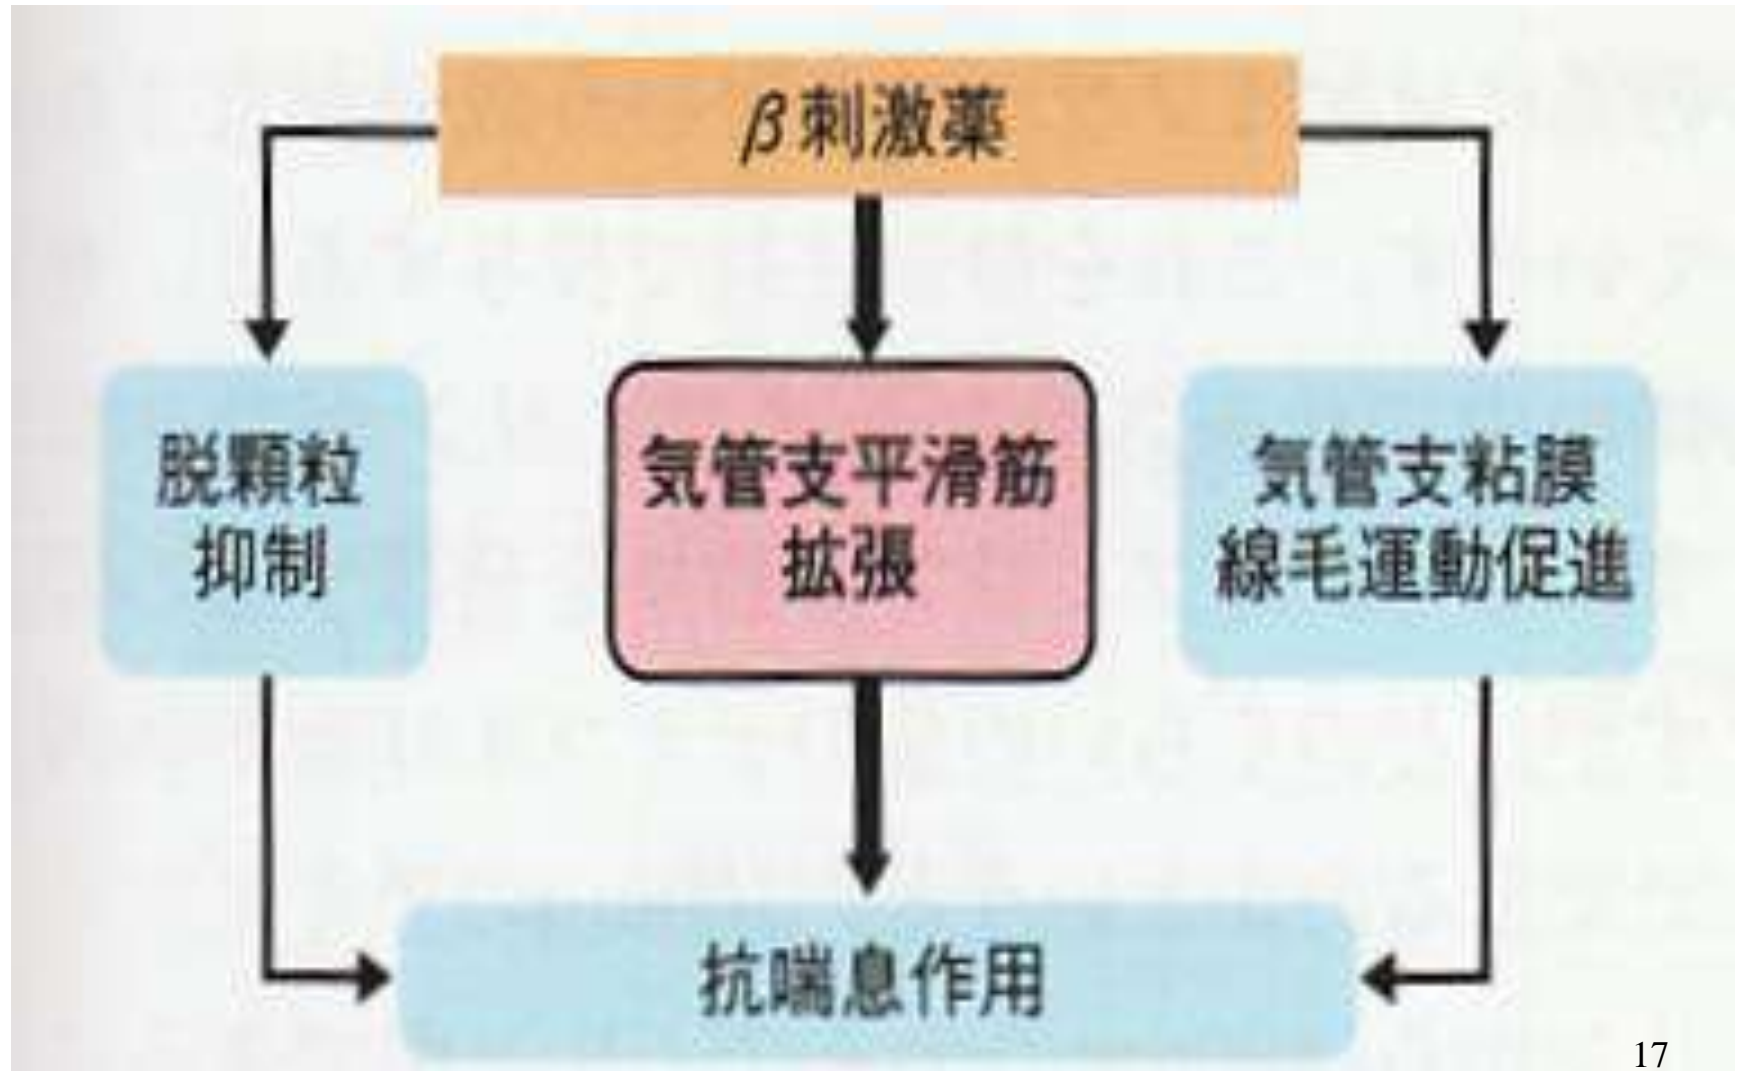 β刺激薬
脱顆粒
抑制
気管支平滑筋
拡張
気管支粘膜
線毛運動促進
抗喘息作用
17